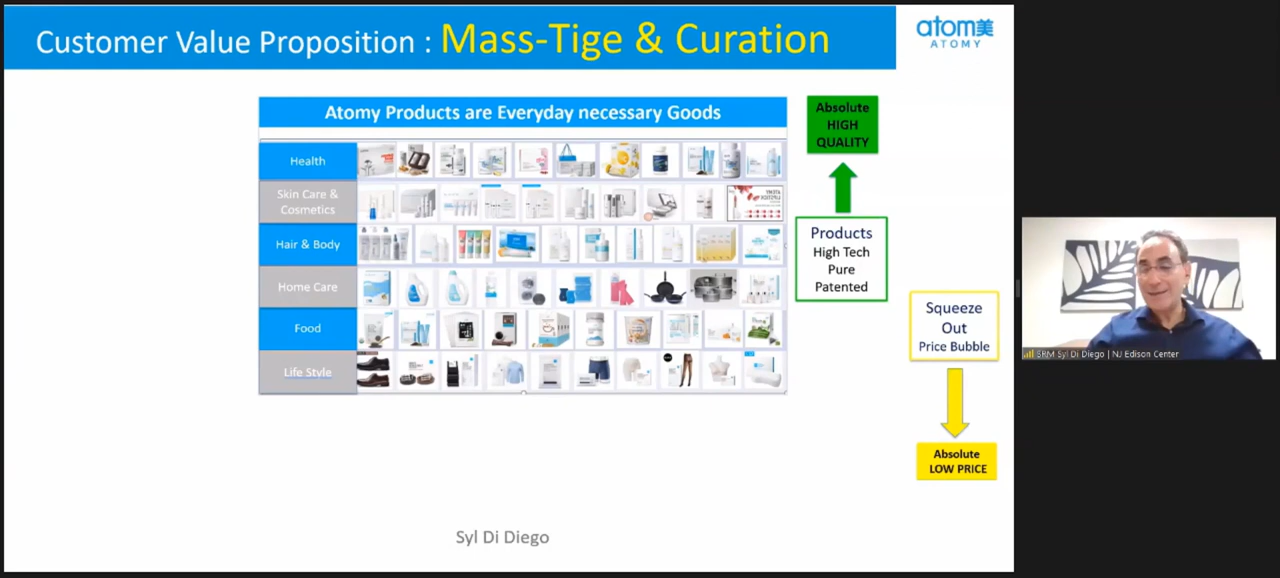 Customer Value Proposition : Mass-Tige & Curation
atom美
ATOMY
Atomy Products are Everyday necessary Goods
Health
Skin Care &
Cosmetics
Hair & Body
Home Care
Food
Life Style
Absolute
HIGH
QUALITY
Products
High Tech
Pure
Patented
Squeeze
Out
Price Bubble
Absolute
LOW PRICE
SRM Syl Di Diego | NJ Edison Center
Syl Di Diego